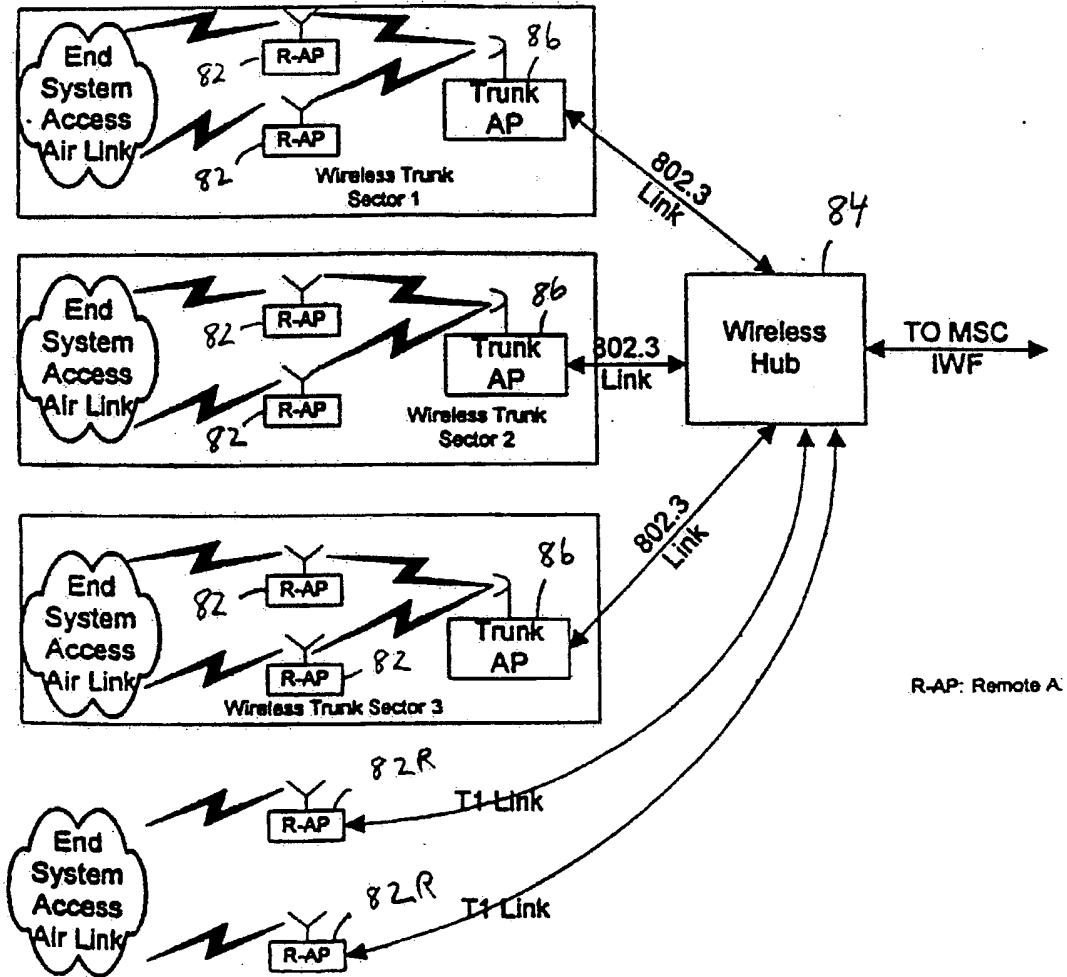 End
System
Access
Air Link
82
R-AP
82
R-AP
86
Trunk
AP
Wireless Trunk
Sector 1
802.3
Link
84
End
System
Access
Air Link
82
R-AP
82
R-AP
86
Trunk
AP
Wireless Trunk
Sector 2
802.3
Link
Wireless
Hub
TO MSC
IWF
End
System
Access
Air Link
82
R-AP
82
R-AP
86
Trunk
AP
Wireless Trunk Sector 3
802.3
Link
R-AP: Remote A
End
System
Access
Air Link
82R
R-AP
T1 Link
82R
R-AP
T1 Link